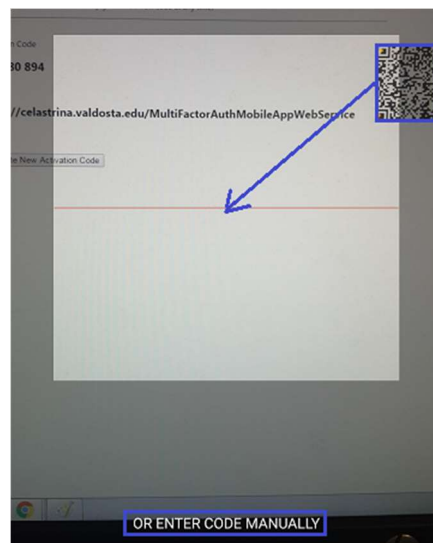 n Code
30 894
//celastrina.valdosta.edu/MultiFactorAuthMobileAppWebService
e New Activation Code
OR ENTER CODE MANUALLY